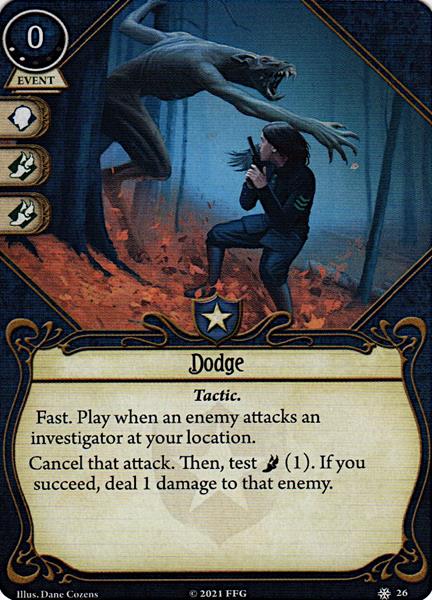 0
EVENT
Dodge
Tactic.
Fast. Play when an enemy attacks an
investigator at your location.
Cancel that attack. Then, test (1). If you
succeed, deal 1 damage to that enemy.
Illus. Dane Cozens © 2021 FFG 26